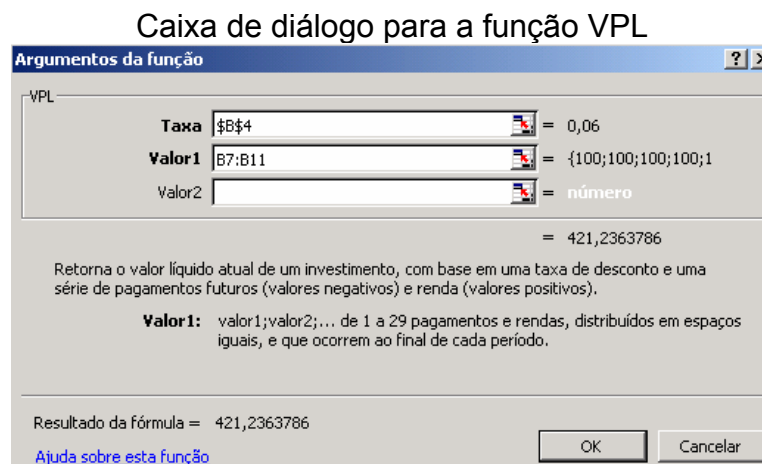 Caixa de diálogo para a função VPL
Argumentos da função ? X
VPL
Taxa $B$4 = 0,06
Valor1 B7:B11 = {100;100;100;100;1
Valor2 = número
= 421,2363786
Retorna o valor líquido atual de um investimento, com base em uma taxa de desconto e uma
série de pagamentos futuros (valores negativos) e renda (valores positivos).
Valor1: valor1;valor2;... de 1 a 29 pagamentos e rendas, distribuídos em espaços
iguais, e que ocorrem ao final de cada período.
Resultado da fórmula = 421,2363786
Ajuda sobre esta função
OK Cancelar